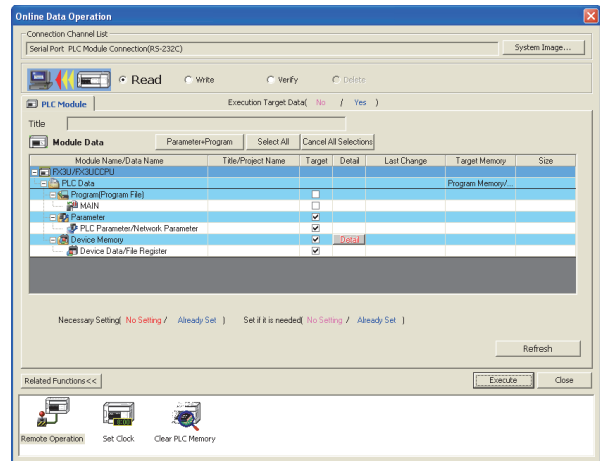 Online Data Operation
Connection Channel List
Serial Port PLC Module Connection(RS-232C)
System Image...
Read Write Verify Delete
PLC Module
Execution Target Data( No / Yes )
Title
Module Data Parameter+Program Select All Cancel All Selections
Module Name/Data Name Title/Project Name Target Detail Last Change Target Memory Size
FX3U/FX3UCCPU
PLC Data Program Memory/...
Program(Program File)
MAIN
Parameter
PLC Parameter/Network Parameter
Device Memory Detail
Device Data/File Register
Necessary Setting( No Setting / Already Set ) Set if it is needed( No Setting / Already Set )
Refresh
Related Functions<< Execute Close
Remote Operation Set Clock Clear PLC Memory